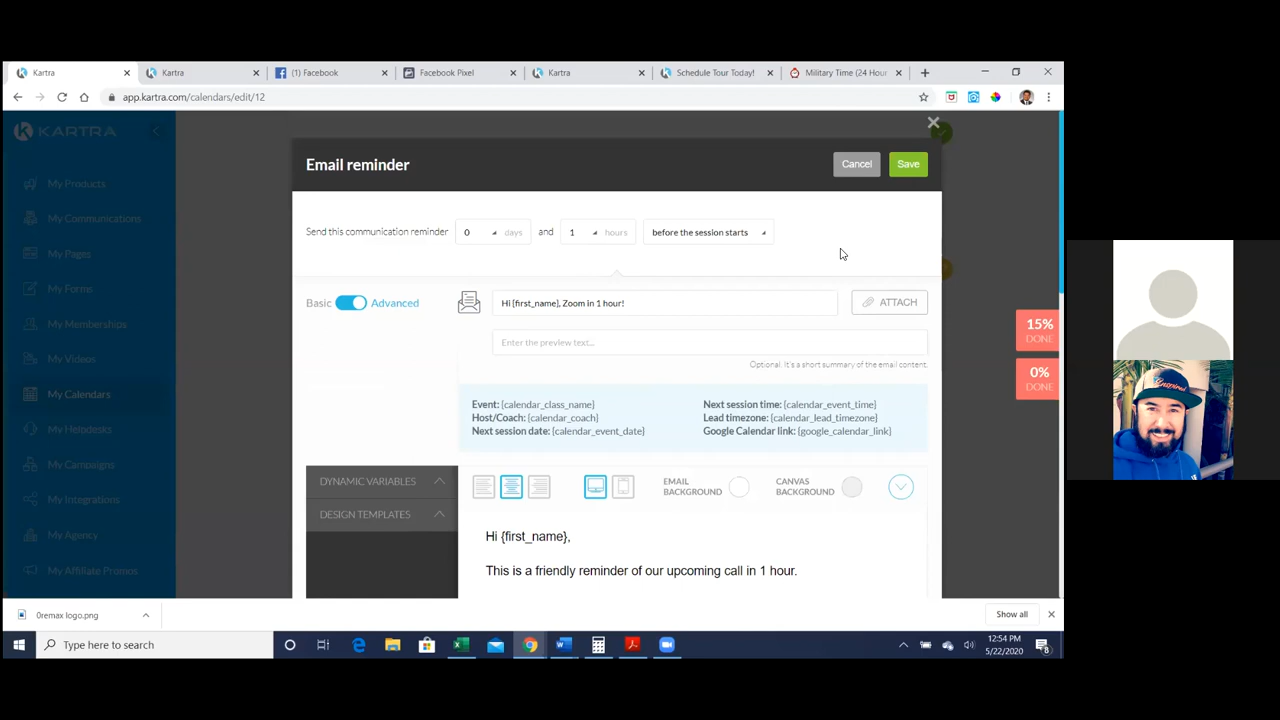 Kartra
Kartra
(1) Facebook
Facebook Pixel
Kartra
Schedule Tour Today!
Military Time (24 Hour
app.kartra.com/calendars/edit/12
KARTRA
My Products
My Communications
My Pages
My Forms
My Memberships
My Videos
My Calendars
My Helpdesks
My Campaigns
My Integrations
My Agency
My Affiliate Promos
Email reminder
Cancel
Save
Send this communication reminder 0 days and 1 hours before the session starts
Basic Advanced
Hi {first_name}, Zoom in 1 hour!
ATTACH
Enter the preview text...
Optional. It's a short summary of the email content.
Event: {calendar_class_name}
Host/Coach: {calendar_coach}
Next session date: {calendar_event_date}
Next session time: {calendar_event_time}
Lead timezone: {calendar_lead_timezone}
Google Calendar link: {google_calendar_link}
DYNAMIC VARIABLES
DESIGN TEMPLATES
EMAIL
BACKGROUND
CANVAS
BACKGROUND
Hi {first_name},
This is a friendly reminder of our upcoming call in 1 hour.
15%
DONE
0%
DONE
Inspired
0remax logo.png
Show all
Type here to search
12:54 PM
5/22/2020
8